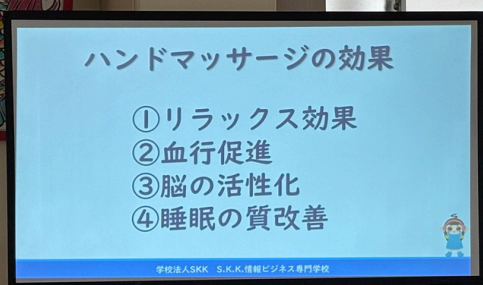 ハンドマッサージの効果
①リラックス効果
②血行促進
③脳の活性化
④睡眠の質改善
学校法人SKK S.K.K.情報ビジネス専門学校